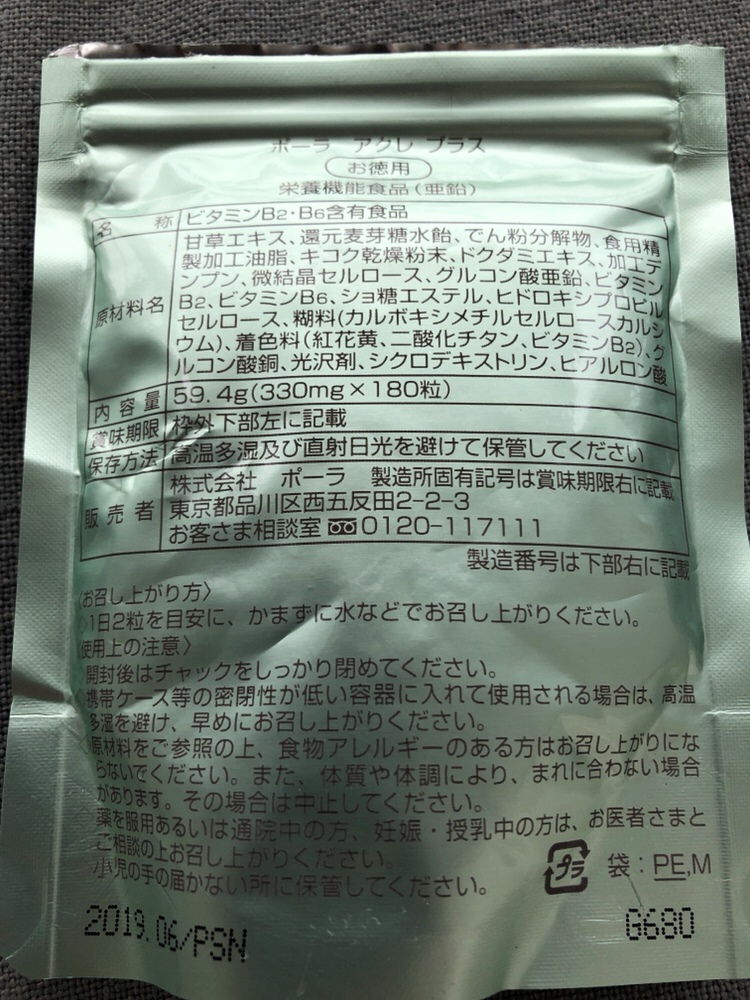 ポーラ アクレ プラス
お徳用
栄養機能食品(亜鉛)
名 称 ビタミンB2・B6含有食品
原材料名 甘草エキス、還元麦芽糖水飴、でん粉分解物、食用精
製加工油脂、キコク乾燥粉末、ドクダミエキス、加工デ
ンプン、微結晶セルロース、グルコン酸亜鉛、ビタミン
B2、ビタミンB6、ショ糖エステル、ヒドロキシプロピル
セルロース、糊料(カルボキシメチルセルロースカルシ
ウム)、着色料(紅花黄、二酸化チタン、ビタミンB2)、グ
ルコン酸銅、光沢剤、シクロデキストリン、ヒアルロン酸
内容量 59.4g(330mg×180粒)
賞味期限 枠外下部左に記載
保存方法 高温多湿及び直射日光を避けて保管してください
販売者 株式会社 ポーラ 製造所固有記号は賞味期限右に記載
東京都品川区西五反田2-2-3
お客さま相談室 0120-117111
製造番号は下部右に記載
〈お召し上がり方〉
◇1日2粒を目安に、かまずに水などでお召し上がりください。
〈使用上の注意〉
開封後はチャックをしっかり閉めてください。
◇携帯ケース等の密閉性が低い容器に入れて使用される場合は、高温
多湿を避け、早めにお召し上がりください。
◇原材料をご参照の上、食物アレルギーのある方はお召し上がりにな
らないでください。また、体質や体調により、まれに合わない場合
があります。その場合は中止してください。
薬を服用あるいは通院中の方、妊娠・授乳中の方は、お医者さまと
ご相談の上お召し上がりください。
小児の手の届かない所に保管してください。
プラ 袋:PE,M
2019.06/PSN
G680